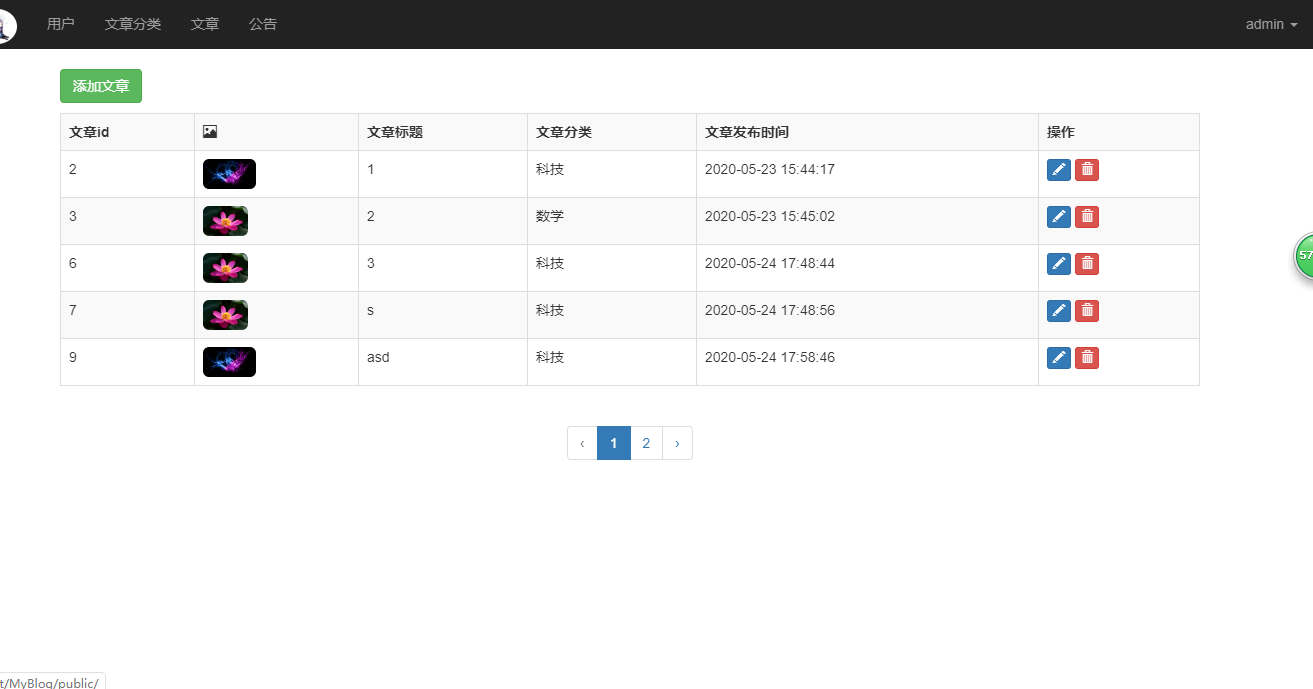 用户 文章分类 文章 公告 admin
添加文章
文章id 文章标题 文章分类 文章发布时间 操作
2 1 科技 2020-05-23 15:44:17
3 2 数学 2020-05-23 15:45:02
6 3 科技 2020-05-24 17:48:44
7 s 科技 2020-05-24 17:48:56
9 asd 科技 2020-05-24 17:58:46
‹ 1 2 ›
57
t/MyBlog/public/